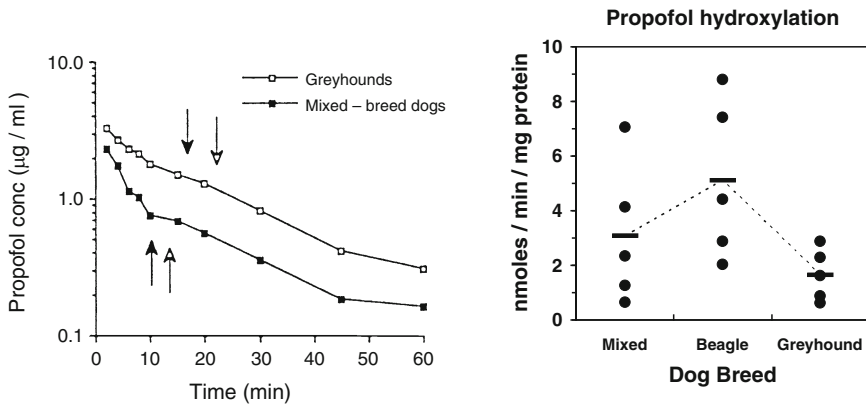 10.0
1.0
0.1
Propofol conc (µg / ml )
Greyhounds
Mixed – breed dogs
0 10 20 30 40 50 60
Time (min)
Propofol hydroxylation
10
8
6
4
2
0
nmoles / min / mg protein
Mixed Beagle Greyhound
Dog Breed